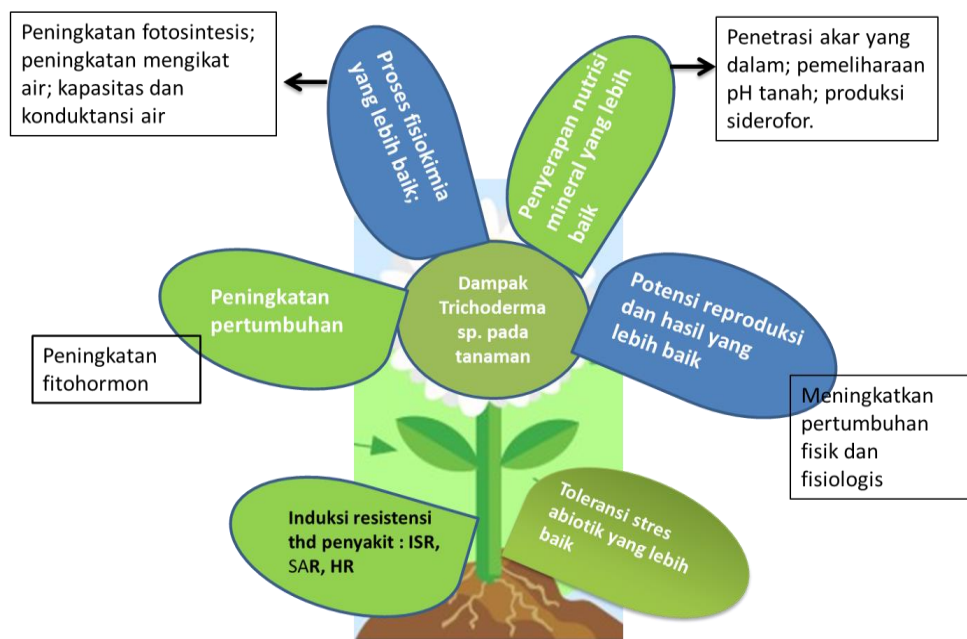 Peningkatan fotosintesis;
peningkatan mengikat
air; kapasitas dan
konduktansi air
Proses fisiokimia
yang lebih baik;
Penyerapan nutrisi
mineral yang lebih
baik
Penetrasi akar yang
dalam; pemeliharaan
pH tanah; produksi
siderofor.
Peningkatan
pertumbuhan
Dampak
Trichoderma
sp. pada
tanaman
Potensi reproduksi
dan hasil yang
lebih baik
Peningkatan
fitohormon
Meningkatkan
pertumbuhan
fisik dan
fisiologis
Induksi resistensi
thd penyakit : ISR,
SAR, HR
Toleransi stres
abiotik yang lebih
baik